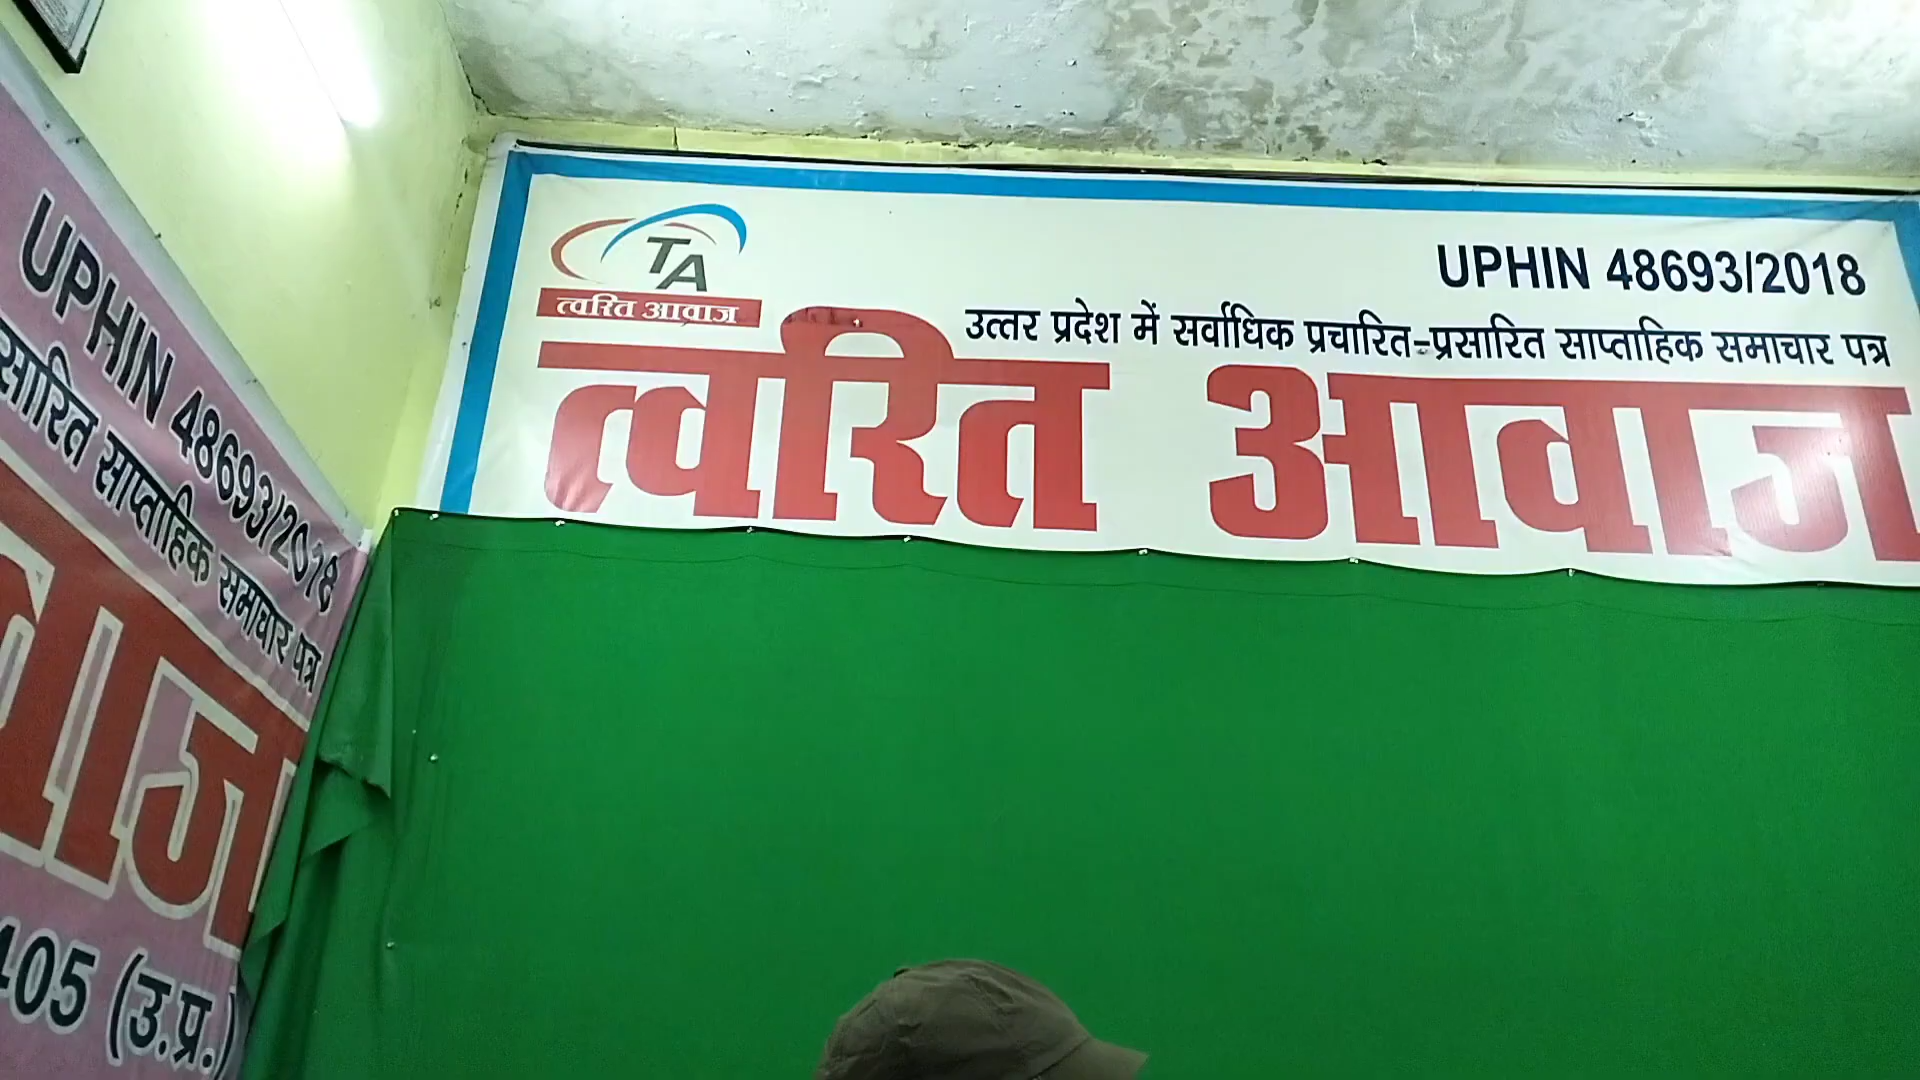 TA
त्वरित आवाज
UPHIN 48693/2018
उत्तर प्रदेश में सर्वाधिक प्रचारित-प्रसारित साप्ताहिक समाचार पत्र
त्वरित आवाज
UPHIN 48693/2018
साप्ताहिक समाचार पत्र
405 (उ.प्र.)